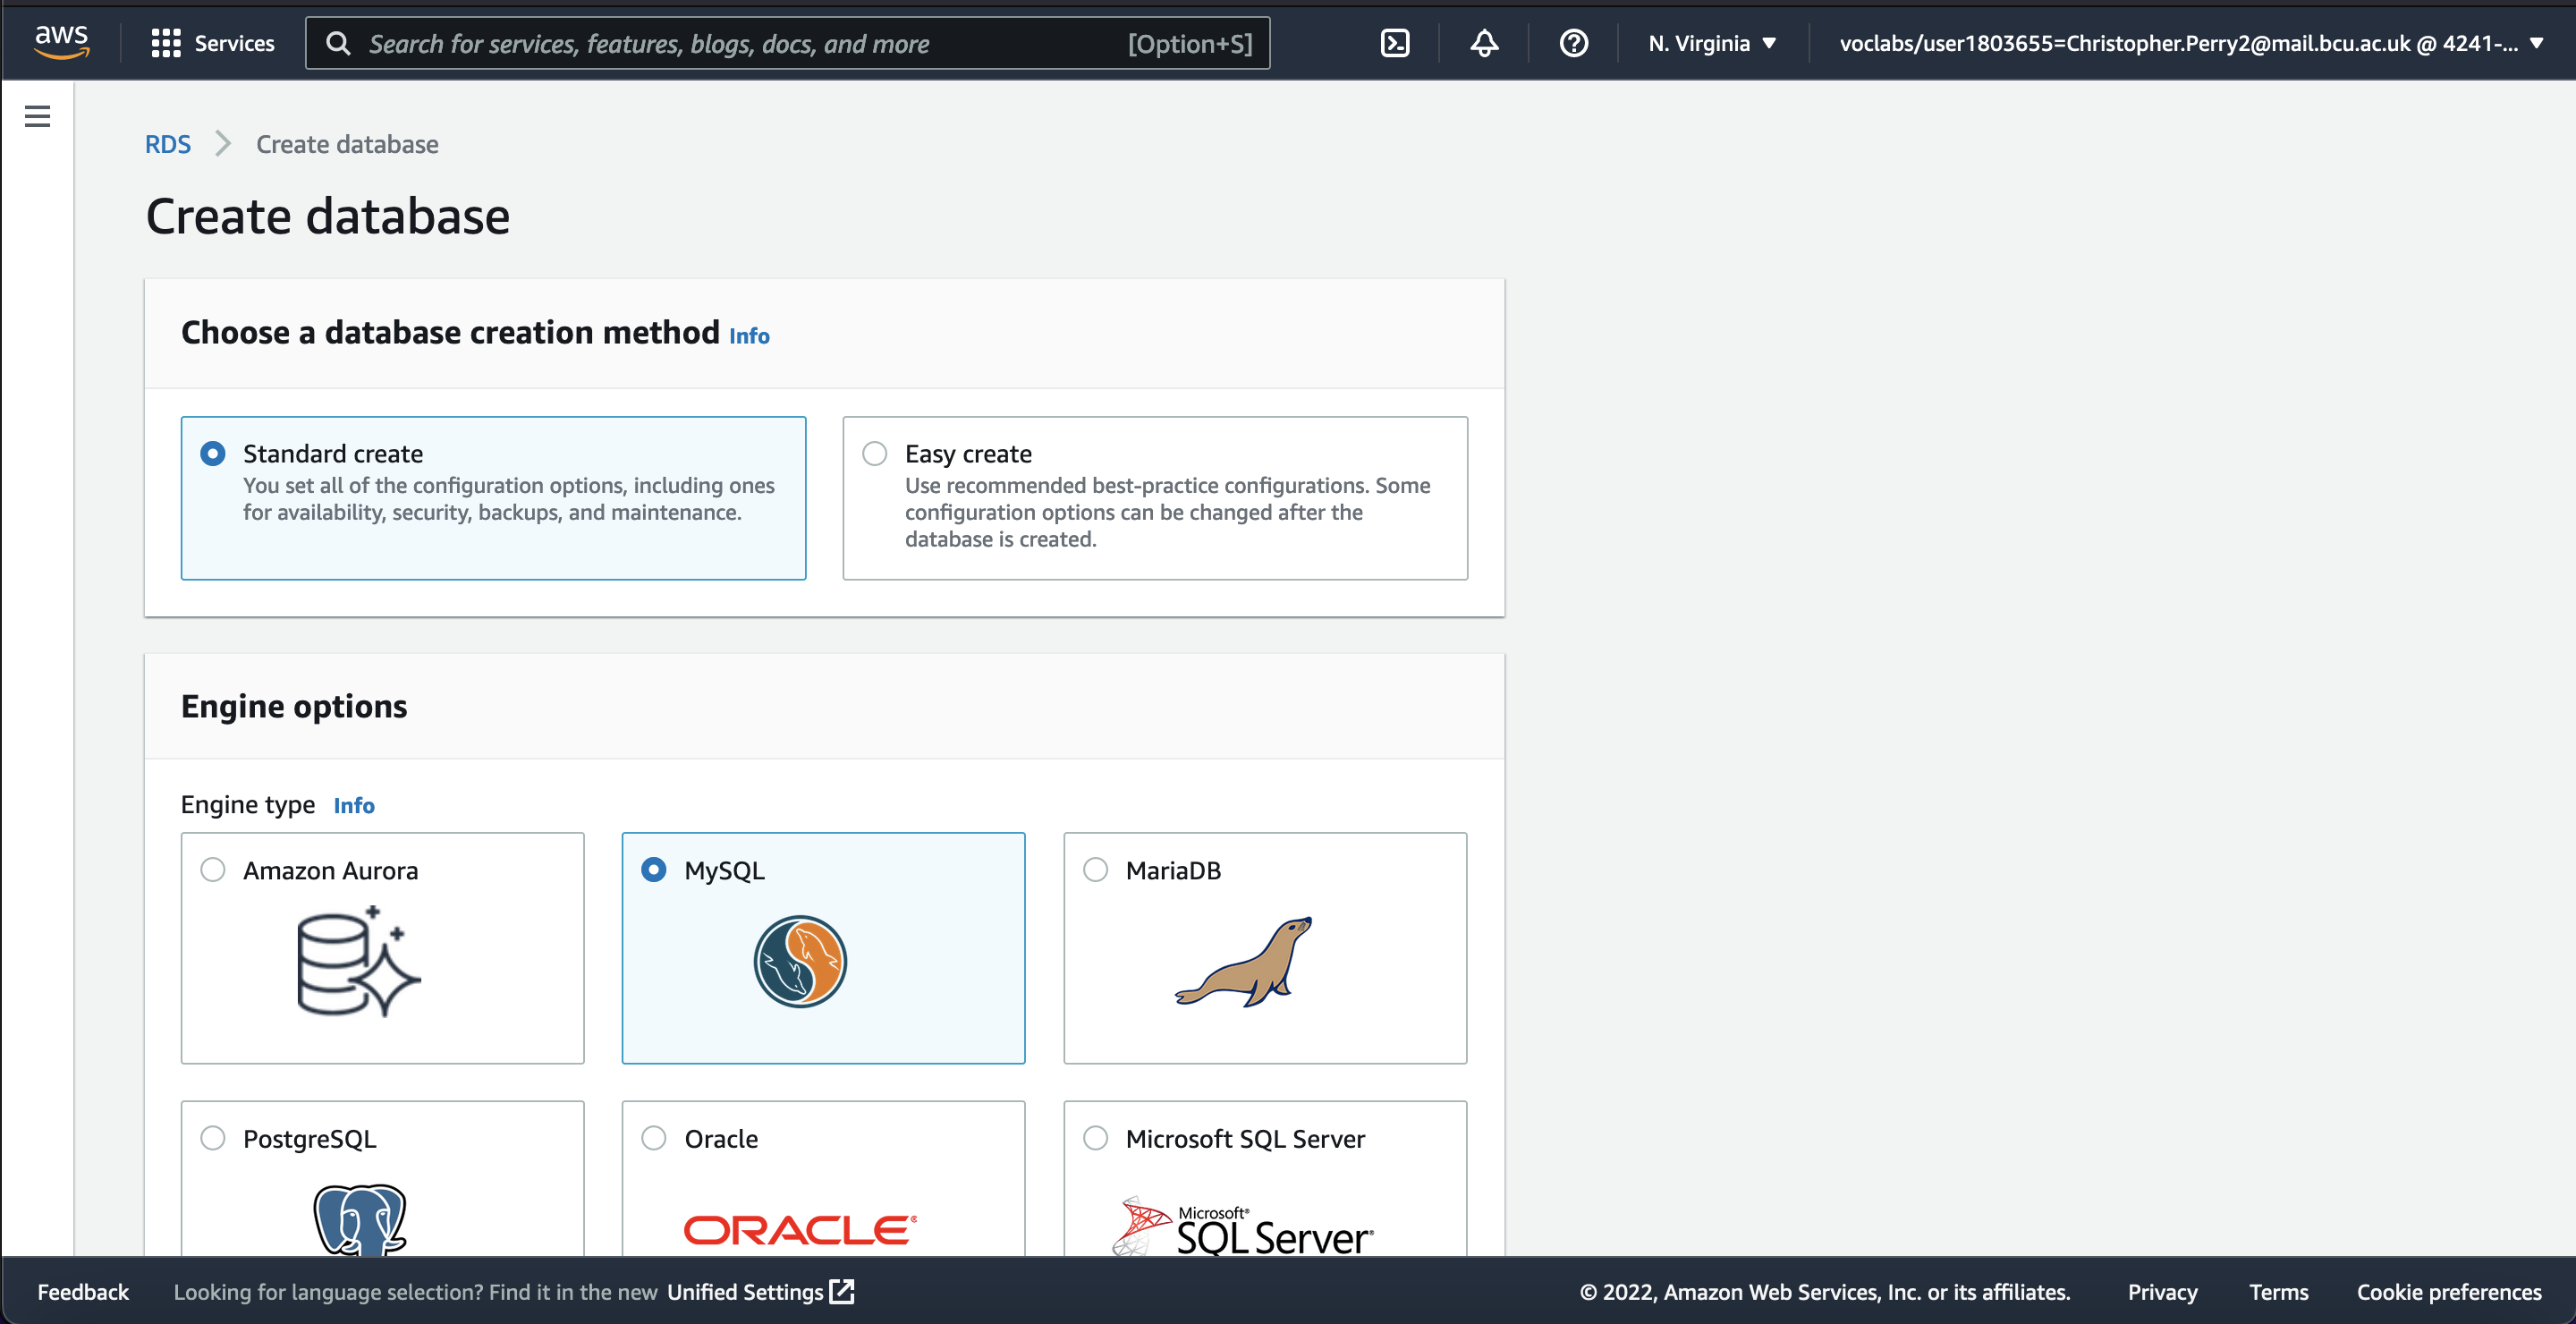 aws
Services
Search for services, features, blogs, docs, and more
[Option+S]
N. Virginia
voclabs/user1803655=Christopher.Perry2@mail.bcu.ac.uk @ 4241-...
RDS
Create database
Create database
Choose a database creation method Info
Standard create
You set all of the configuration options, including ones
for availability, security, backups, and maintenance.
Easy create
Use recommended best-practice configurations. Some
configuration options can be changed after the
database is created.
Engine options
Engine type Info
Amazon Aurora
MySQL
MariaDB
PostgreSQL
Oracle
ORACLE
Microsoft SQL Server
Microsoft®
SQL Server
Feedback
Looking for language selection? Find it in the new Unified Settings
© 2022, Amazon Web Services, Inc. or its affiliates.
Privacy
Terms
Cookie preferences